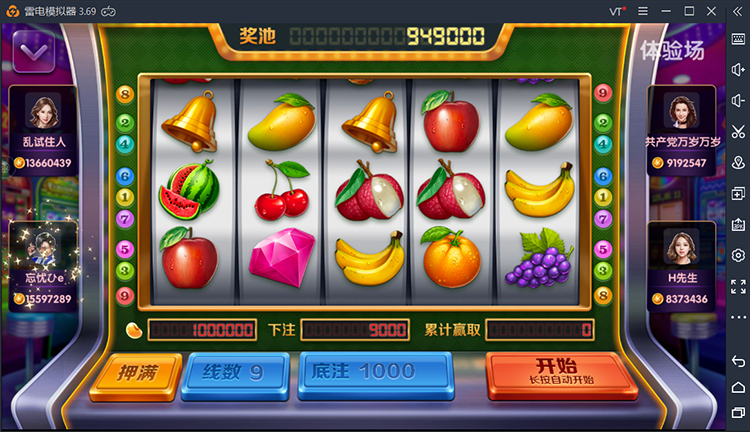 雷电模拟器 3.69
VT
奖池 000000000949000
体验场
8
2
4
6
1
7
5
3
9
9
2
4
6
1
7
5
3
8
乱试住人
13660439
忘忧ひe
15597289
共产党万岁万岁
9192547
H先生
8373436
1000000 下注 9000 累计赢取 0
押满
线数 9
底注 1000
开始
长按自动开始